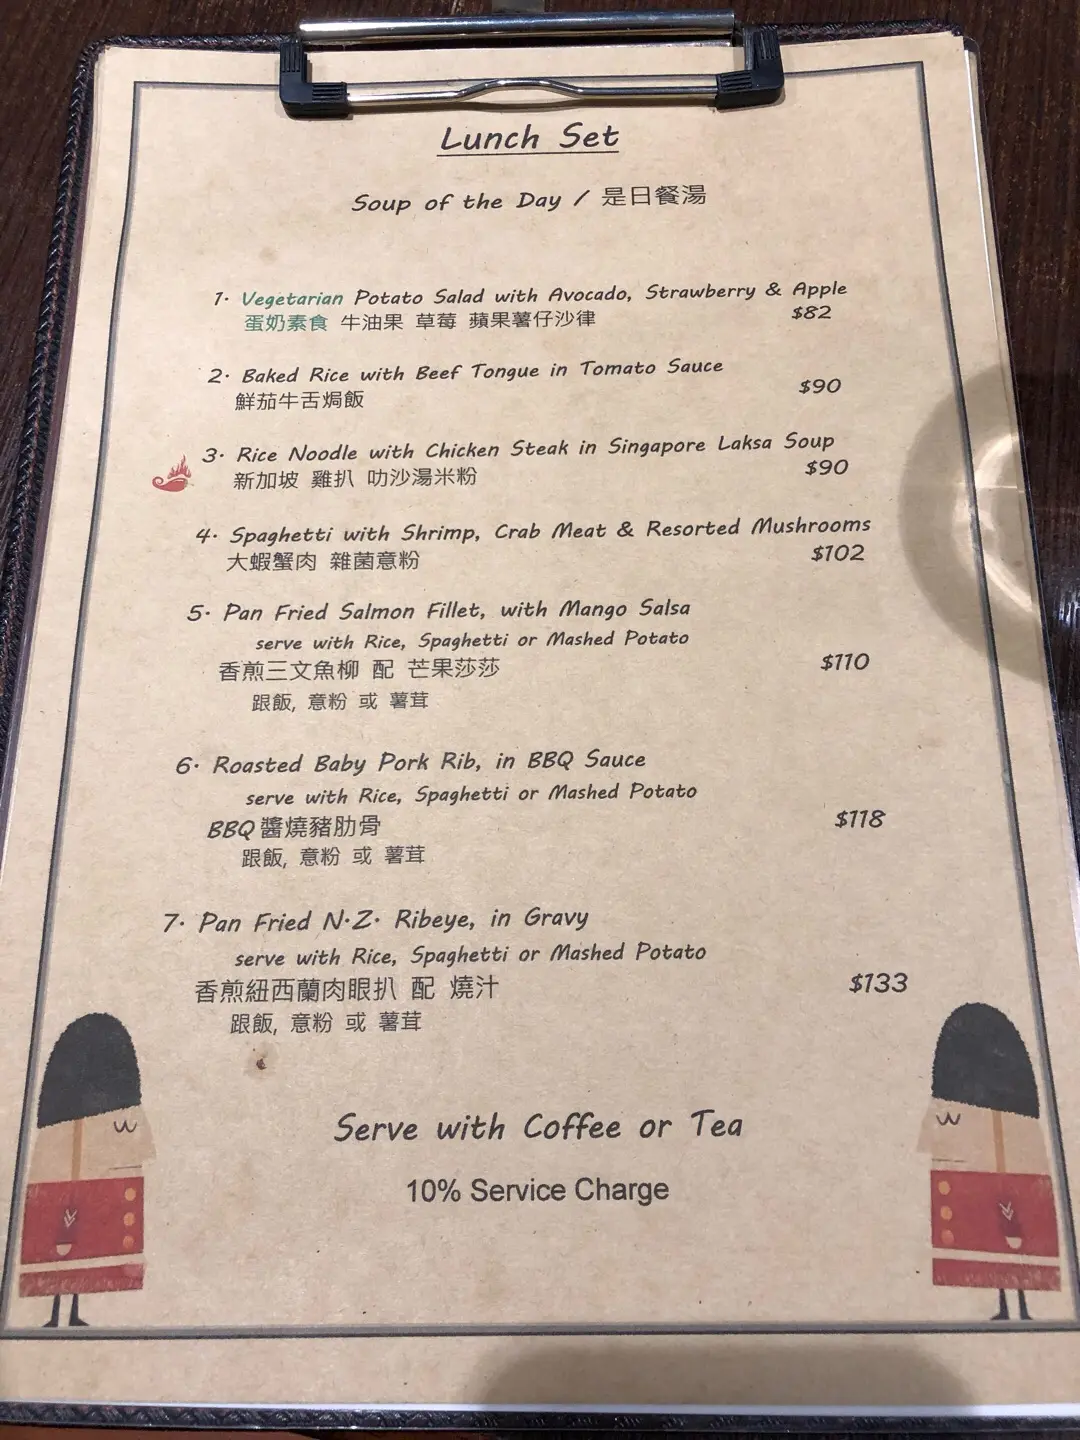 Lunch Set
Soup of the Day / 是日餐湯
1. Vegetarian Potato Salad with Avocado, Strawberry & Apple
蛋奶素食 牛油果 草莓 蘋果薯仔沙律 $82
2. Baked Rice with Beef Tongue in Tomato Sauce
鮮茄牛舌焗飯 $90
3. Rice Noodle with Chicken Steak in Singapore Laksa Soup
新加坡 雞扒 叻沙湯米粉 $90
4. Spaghetti with Shrimp, Crab Meat & Resorted Mushrooms
大蝦蟹肉 雜菌意粉 $102
5. Pan Fried Salmon Fillet, with Mango Salsa
serve with Rice, Spaghetti or Mashed Potato
香煎三文魚柳 配 芒果莎莎 $110
跟飯, 意粉 或 薯茸
6. Roasted Baby Pork Rib, in BBQ Sauce
serve with Rice, Spaghetti or Mashed Potato
BBQ醬燒豬肋骨 $118
跟飯, 意粉 或 薯茸
7. Pan Fried N.Z. Ribeye, in Gravy
serve with Rice, Spaghetti or Mashed Potato
香煎紐西蘭肉眼扒 配 燒汁 $133
跟飯, 意粉 或 薯茸
Serve with Coffee or Tea
10% Service Charge